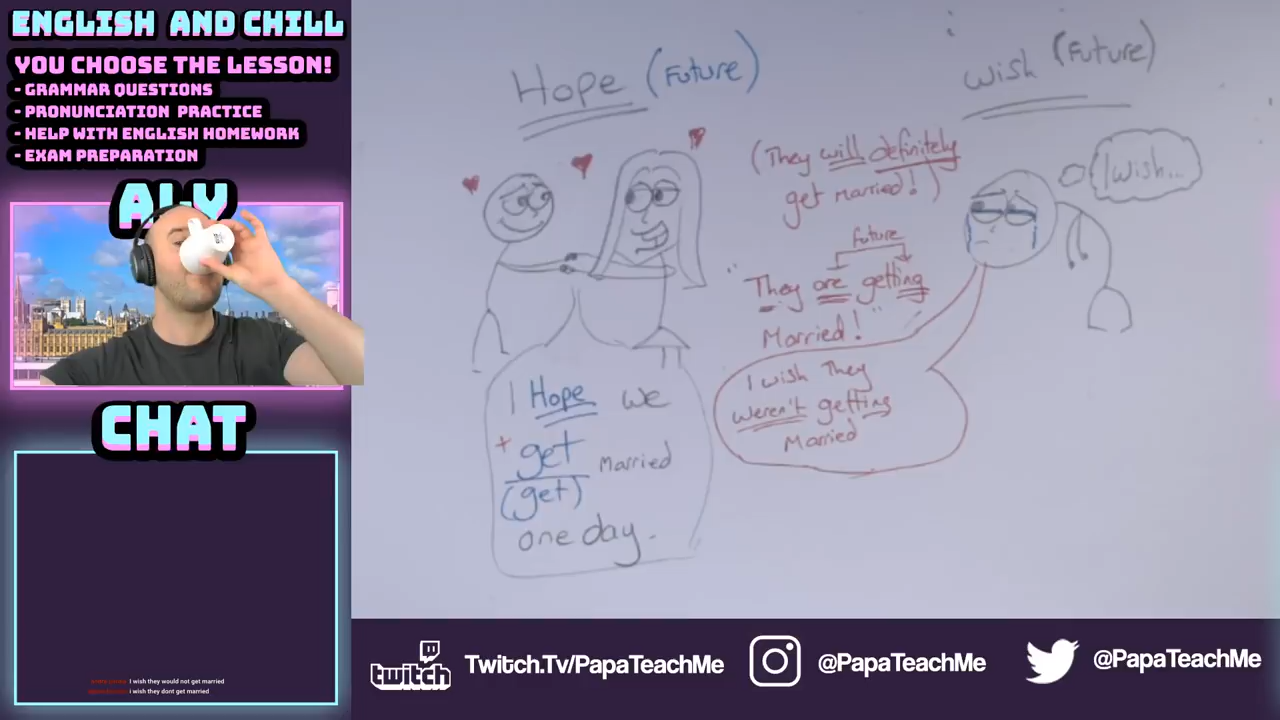 ENGLISH AND CHILL
YOU CHOOSE THE LESSON!
- GRAMMAR QUESTIONS
- PRONUNCIATION PRACTICE
- HELP WITH ENGLISH HOMEWORK
- EXAM PREPARATION
ALY
CHAT
I wish they would not get married
i wish they dont get married
Hope (Future)
I Hope we
+ get married
(get)
one day.
wish (Future)
I wish...
(They will definitely
get married!)
future
"They are getting
Married!"
I wish They
weren't getting
Married
twitch
Twitch.Tv/PapaTeachMe
@PapaTeachMe
@PapaTeachMe